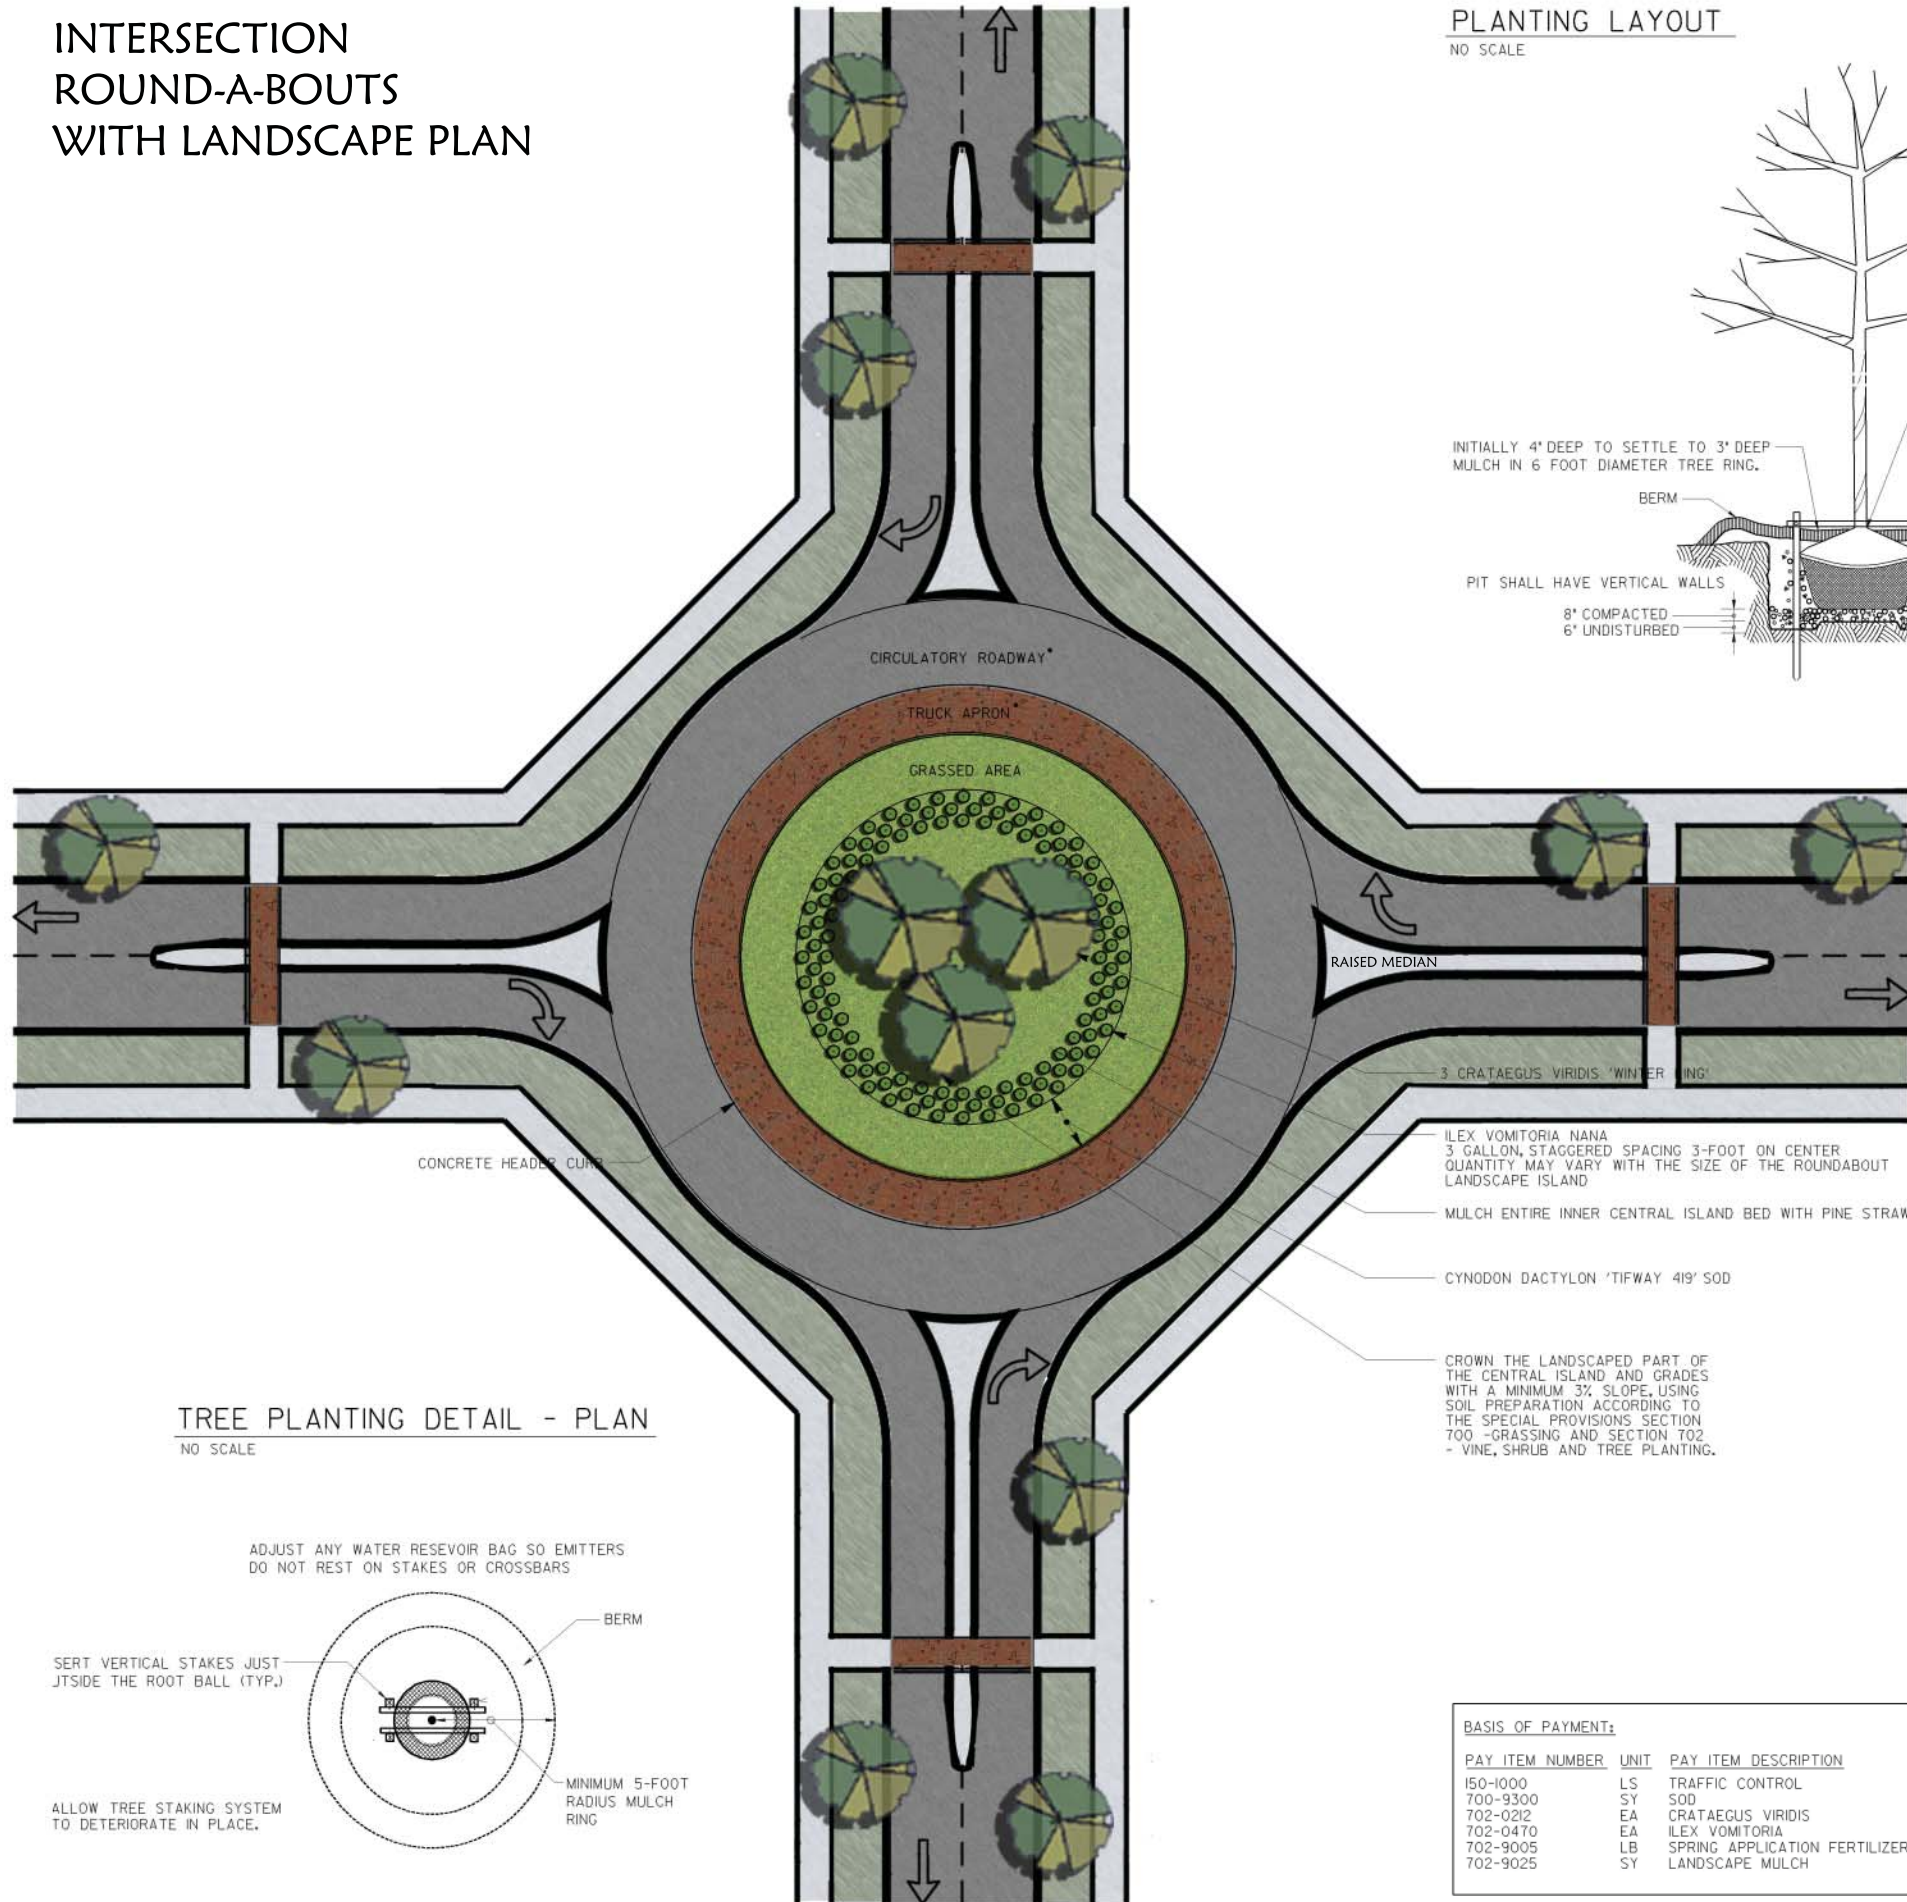 INTERSECTION
ROUND-A-BOUTS
WITH LANDSCAPE PLAN
PLANTING LAYOUT
NO SCALE
INITIALLY 4" DEEP TO SETTLE TO 3" DEEP
MULCH IN 6 FOOT DIAMETER TREE RING.
BERM
PIT SHALL HAVE VERTICAL WALLS
8" COMPACTED
6" UNDISTURBED
CIRCULATORY ROADWAY*
TRUCK APRON*
GRASSED AREA
RAISED MEDIAN
CONCRETE HEADER CURB
3 CRATAEGUS VIRIDIS 'WINTER KING'
ILEX VOMITORIA NANA
3 GALLON, STAGGERED SPACING 3-FOOT ON CENTER
QUANTITY MAY VARY WITH THE SIZE OF THE ROUNDABOUT
LANDSCAPE ISLAND
MULCH ENTIRE INNER CENTRAL ISLAND BED WITH PINE STRAW
CYNODON DACTYLON 'TIFWAY 419' SOD
CROWN THE LANDSCAPED PART OF
THE CENTRAL ISLAND AND GRADES
WITH A MINIMUM 3% SLOPE, USING
SOIL PREPARATION ACCORDING TO
THE SPECIAL PROVISIONS SECTION
700 -GRASSING AND SECTION 702
- VINE, SHRUB AND TREE PLANTING.
TREE PLANTING DETAIL - PLAN
NO SCALE
ADJUST ANY WATER RESEVOIR BAG SO EMITTERS
DO NOT REST ON STAKES OR CROSSBARS
BERM
SERT VERTICAL STAKES JUST
JTSIDE THE ROOT BALL (TYP.)
MINIMUM 5-FOOT
RADIUS MULCH
RING
ALLOW TREE STAKING SYSTEM
TO DETERIORATE IN PLACE.
BASIS OF PAYMENT:
PAY ITEM NUMBER UNIT PAY ITEM DESCRIPTION
150-1000 LS TRAFFIC CONTROL
700-9300 SY SOD
702-0212 EA CRATAEGUS VIRIDIS
702-0470 EA ILEX VOMITORIA
702-9005 LB SPRING APPLICATION FERTILIZER
702-9025 SY LANDSCAPE MULCH